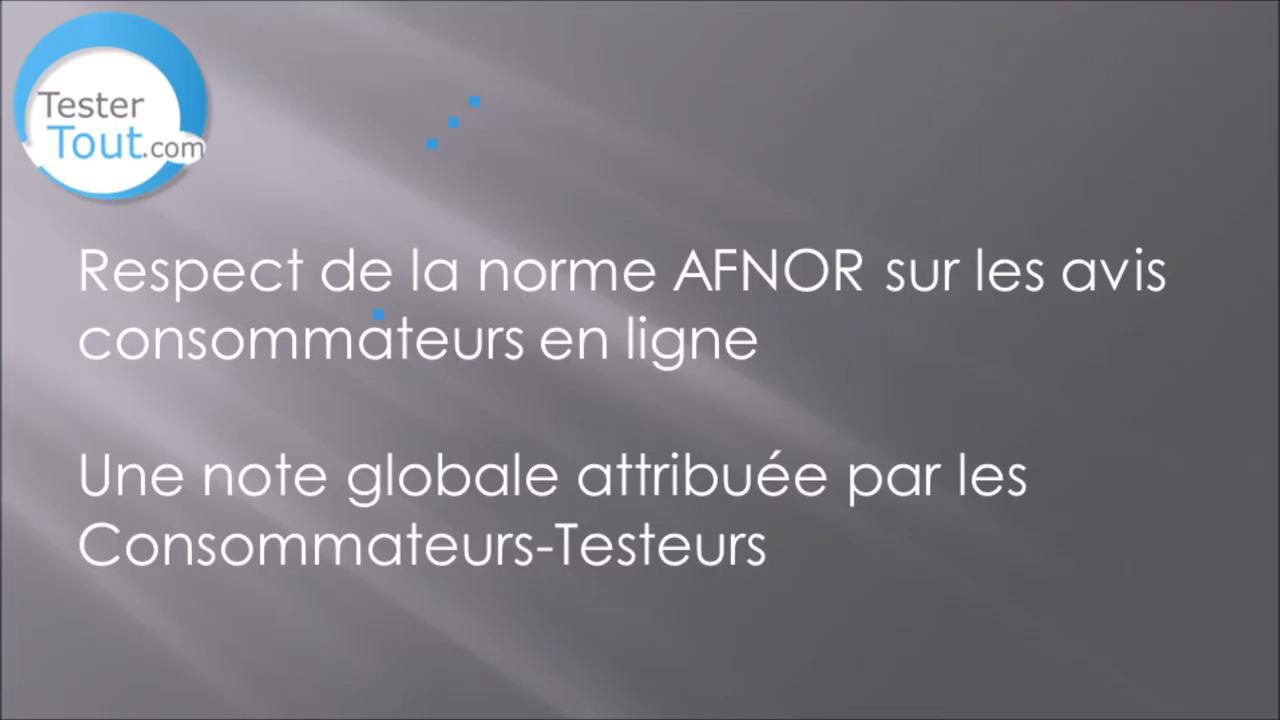 Tester
Tout.com
Respect de la norme AFNOR sur les avis
consommateurs en ligne
Une note globale attribuée par les
Consommateurs-Testeurs